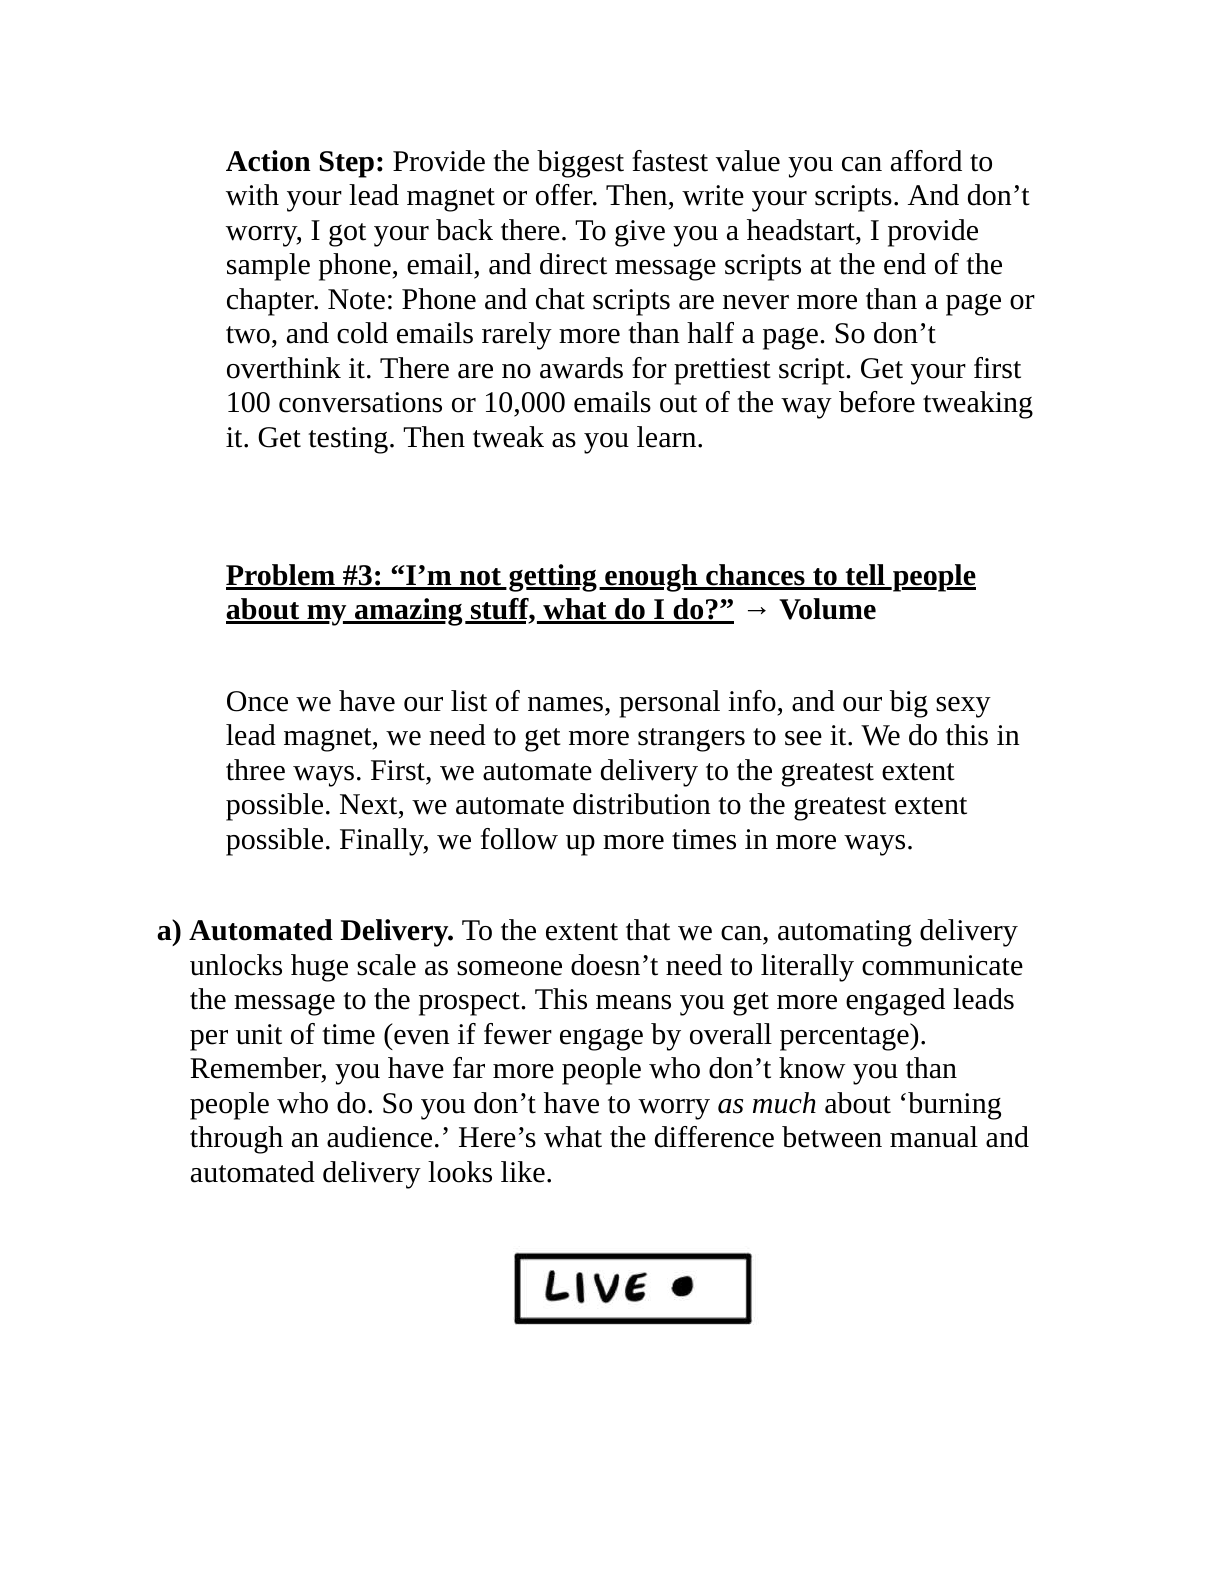 Action Step: Provide the biggest fastest value you can afford to
with your lead magnet or offer. Then, write your scripts. And don’t
worry, I got your back there. To give you a headstart, I provide
sample phone, email, and direct message scripts at the end of the
chapter. Note: Phone and chat scripts are never more than a page or
two, and cold emails rarely more than half a page. So don’t
overthink it. There are no awards for prettiest script. Get your first
100 conversations or 10,000 emails out of the way before tweaking
it. Get testing. Then tweak as you learn.
Problem #3: “I’m not getting enough chances to tell people
about my amazing stuff, what do I do?” → Volume
Once we have our list of names, personal info, and our big sexy
lead magnet, we need to get more strangers to see it. We do this in
three ways. First, we automate delivery to the greatest extent
possible. Next, we automate distribution to the greatest extent
possible. Finally, we follow up more times in more ways.
a) Automated Delivery. To the extent that we can, automating delivery
unlocks huge scale as someone doesn’t need to literally communicate
the message to the prospect. This means you get more engaged leads
per unit of time (even if fewer engage by overall percentage).
Remember, you have far more people who don’t know you than
people who do. So you don’t have to worry as much about ‘burning
through an audience.’ Here’s what the difference between manual and
automated delivery looks like.
LIVE ●